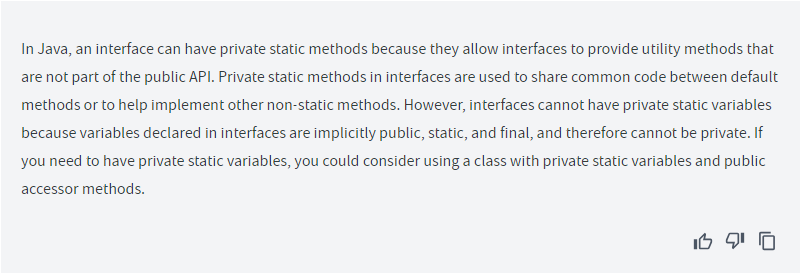 In Java, an interface can have private static methods because they allow interfaces to provide utility methods that
are not part of the public API. Private static methods in interfaces are used to share common code between default
methods or to help implement other non-static methods. However, interfaces cannot have private static variables
because variables declared in interfaces are implicitly public, static, and final, and therefore cannot be private. If
you need to have private static variables, you could consider using a class with private static variables and public
accessor methods.